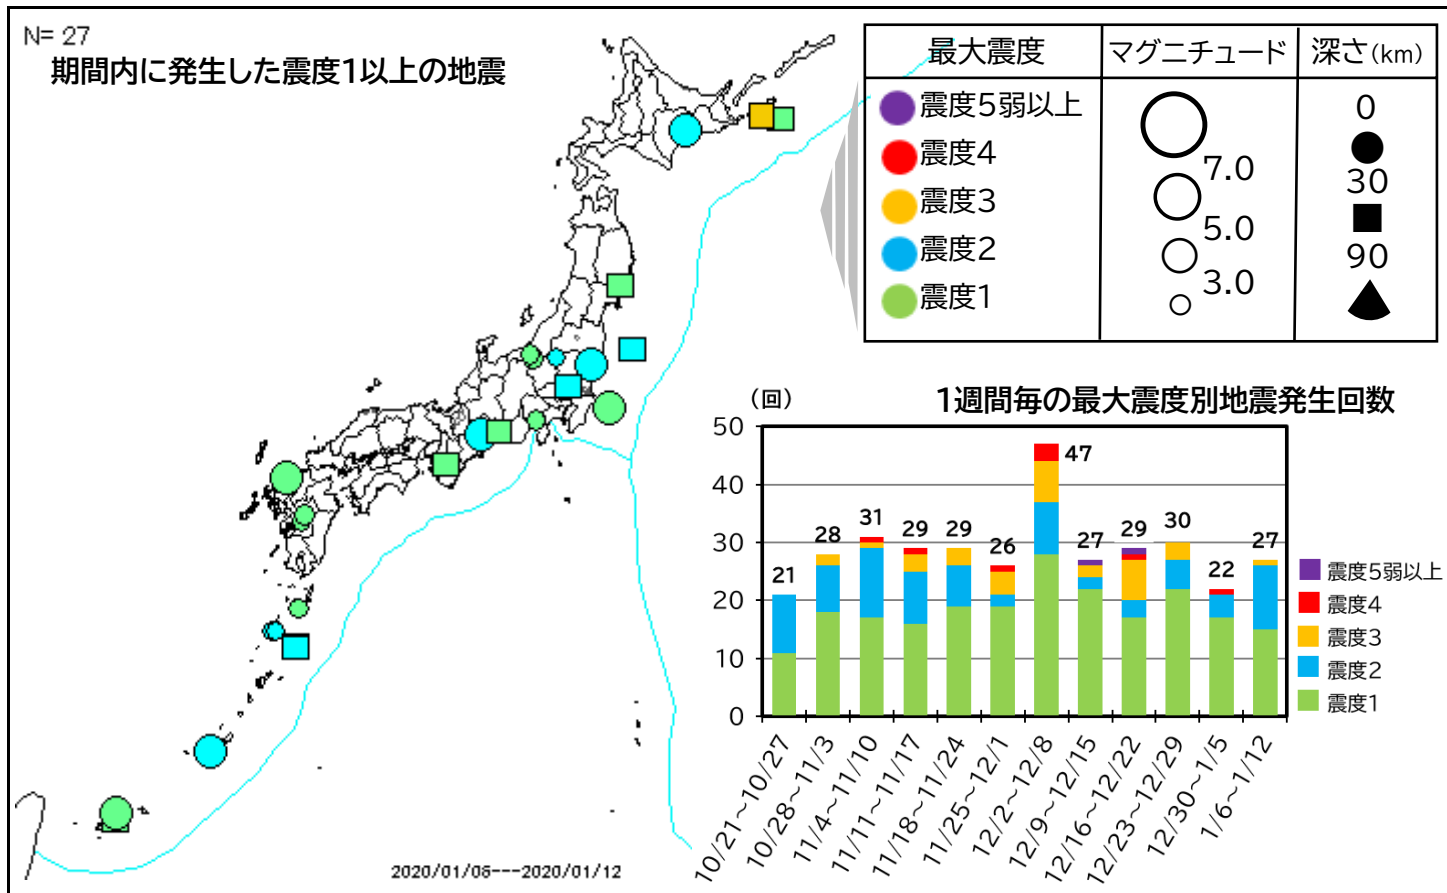 N= 27
期間内に発生した震度1以上の地震
最大震度
マグニチュード
深さ(km)
震度5弱以上
震度4
震度3
震度2
震度1
7.0
5.0
3.0
0
30
90
(回)
1週間毎の最大震度別地震発生回数
50
40
30
20
10
0
21
28
31
29
29
26
47
27
29
30
22
27
震度5弱以上
震度4
震度3
震度2
震度1
10/21~10/27
10/28~11/3
11/4~11/10
11/11~11/17
11/18~11/24
11/25~12/1
12/2~12/8
12/9~12/15
12/16~12/22
12/23~12/29
12/30~1/5
1/6~1/12
2020/01/06---2020/01/12